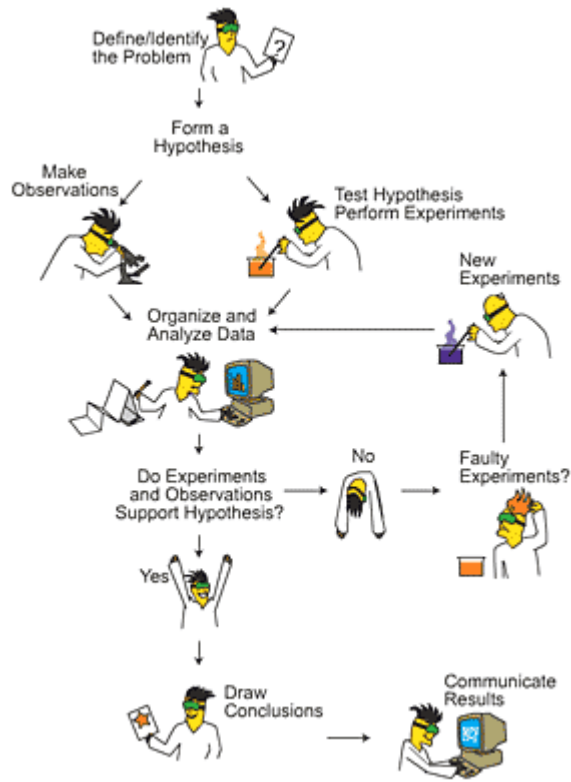 Define/Identify
the Problem
?
Form a
Hypothesis
Make
Observations
Test Hypothesis
Perform Experiments
New
Experiments
Organize and
Analyze Data
No
Faulty
Experiments?
Do Experiments
and Observations
Support Hypothesis?
Yes
Draw
Conclusions
Communicate
Results